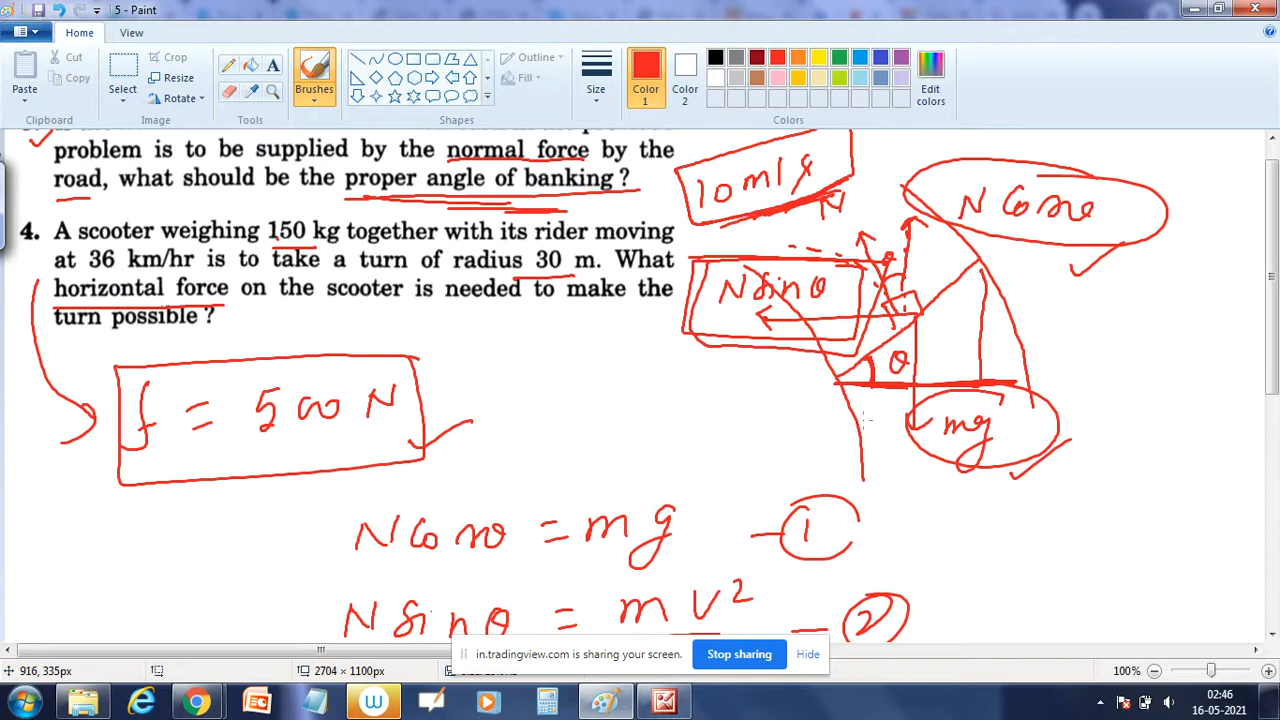 5 - Paint
Home
View
Paste
Cut
Copy
Clipboard
Select
Crop
Resize
Rotate
Image
Tools
Brushes
Shapes
Outline
Fill
Size
Color 1
Color 2
Edit colors
Colors
problem is to be supplied by the normal force by the
road, what should be the proper angle of banking ?
4. A scooter weighing 150 kg together with its rider moving
at 36 km/hr is to take a turn of radius 30 m. What
horizontal force on the scooter is needed to make the
turn possible ?
10 m/s
N
N Cosθ
N Sinθ
θ
θ
mg
f = 500 N
N Cosθ = mg - 1
N Sinθ = mv² - 2
in.tradingview.com is sharing your screen.
Stop sharing
Hide
916, 335px
2704 × 1100px
100%
02:46
16-05-2021